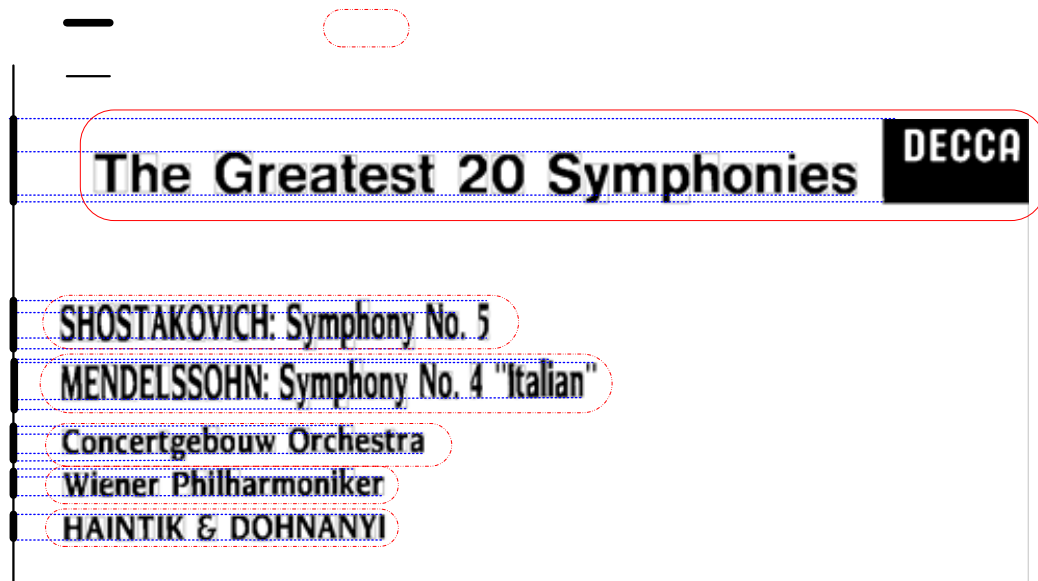 The Greatest 20 Symphonies DECCA
SHOSTAKOVICH: Symphony No. 5
MENDELSSOHN: Symphony No. 4 "Italian"
Concertgebouw Orchestra
Wiener Philharmoniker
HAINTIK & DOHNANYI